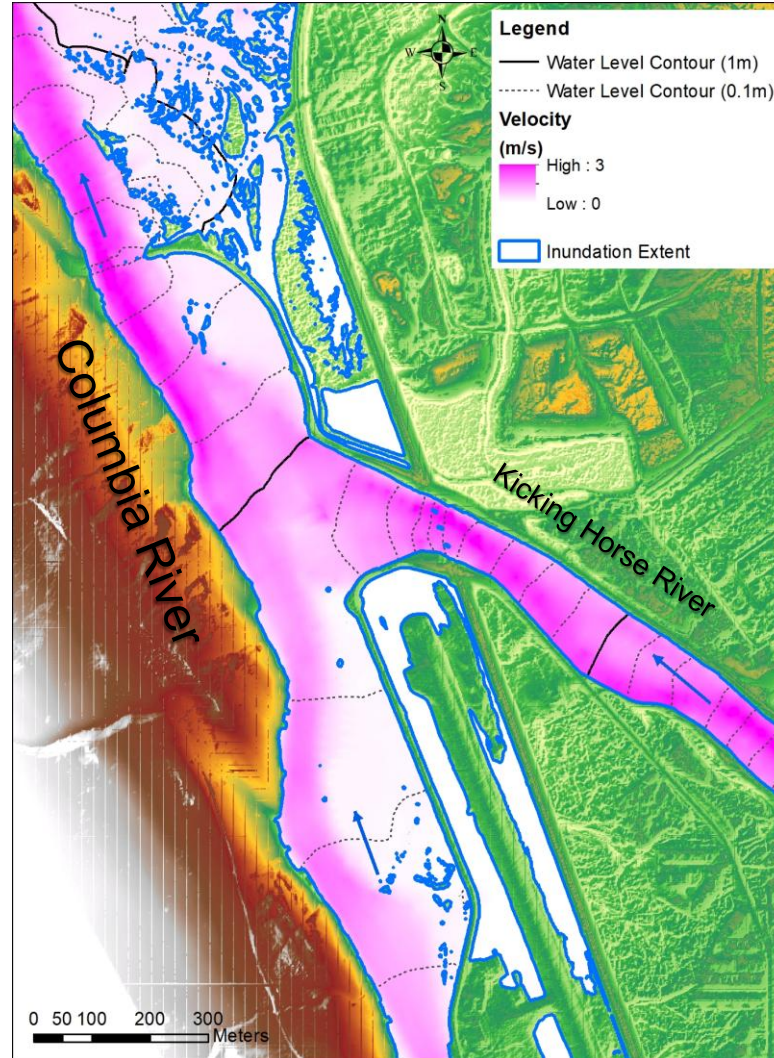 N
W E
S
Legend
Water Level Contour (1m)
Water Level Contour (0.1m)
Velocity
(m/s)
High : 3
Low : 0
Inundation Extent
Columbia River
Kicking Horse River
0 50 100 200 300
Meters